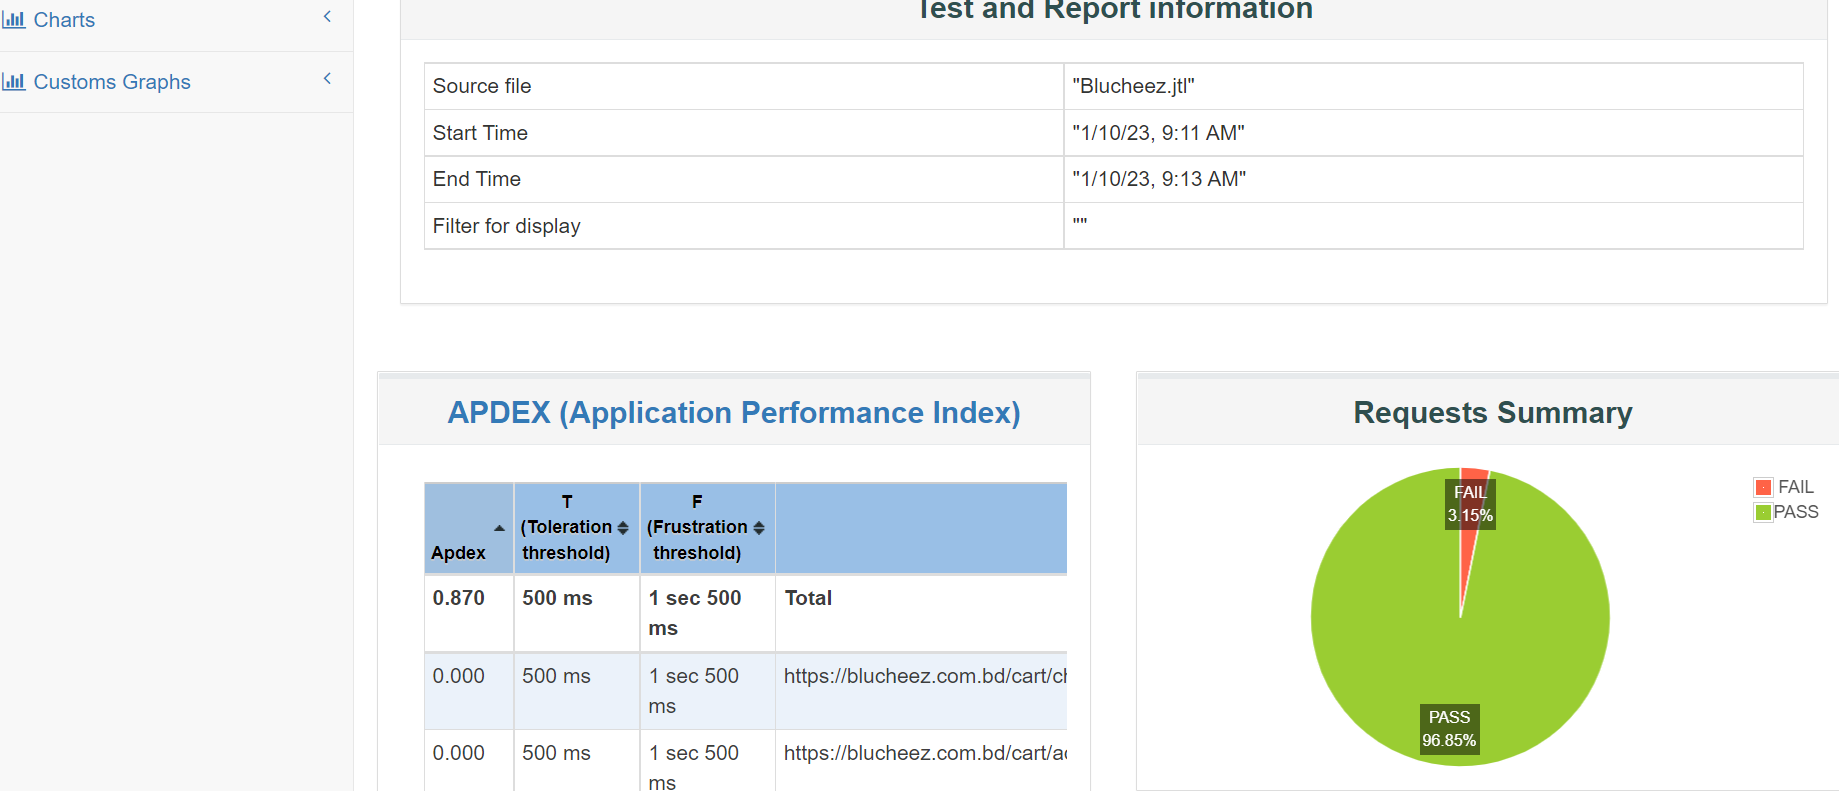 Charts
Customs Graphs
Test and Report information
Source file "Blucheez.jtl"
Start Time "1/10/23, 9:11 AM"
End Time "1/10/23, 9:13 AM"
Filter for display ""
APDEX (Application Performance Index)
Apdex T (Toleration threshold) F (Frustration threshold)
0.870 500 ms 1 sec 500 ms Total
0.000 500 ms 1 sec 500 ms https://blucheez.com.bd/cart/cl
0.000 500 ms 1 sec 500 ms https://blucheez.com.bd/cart/a
Requests Summary
FAIL
3.15%
PASS
96.85%
FAIL
PASS